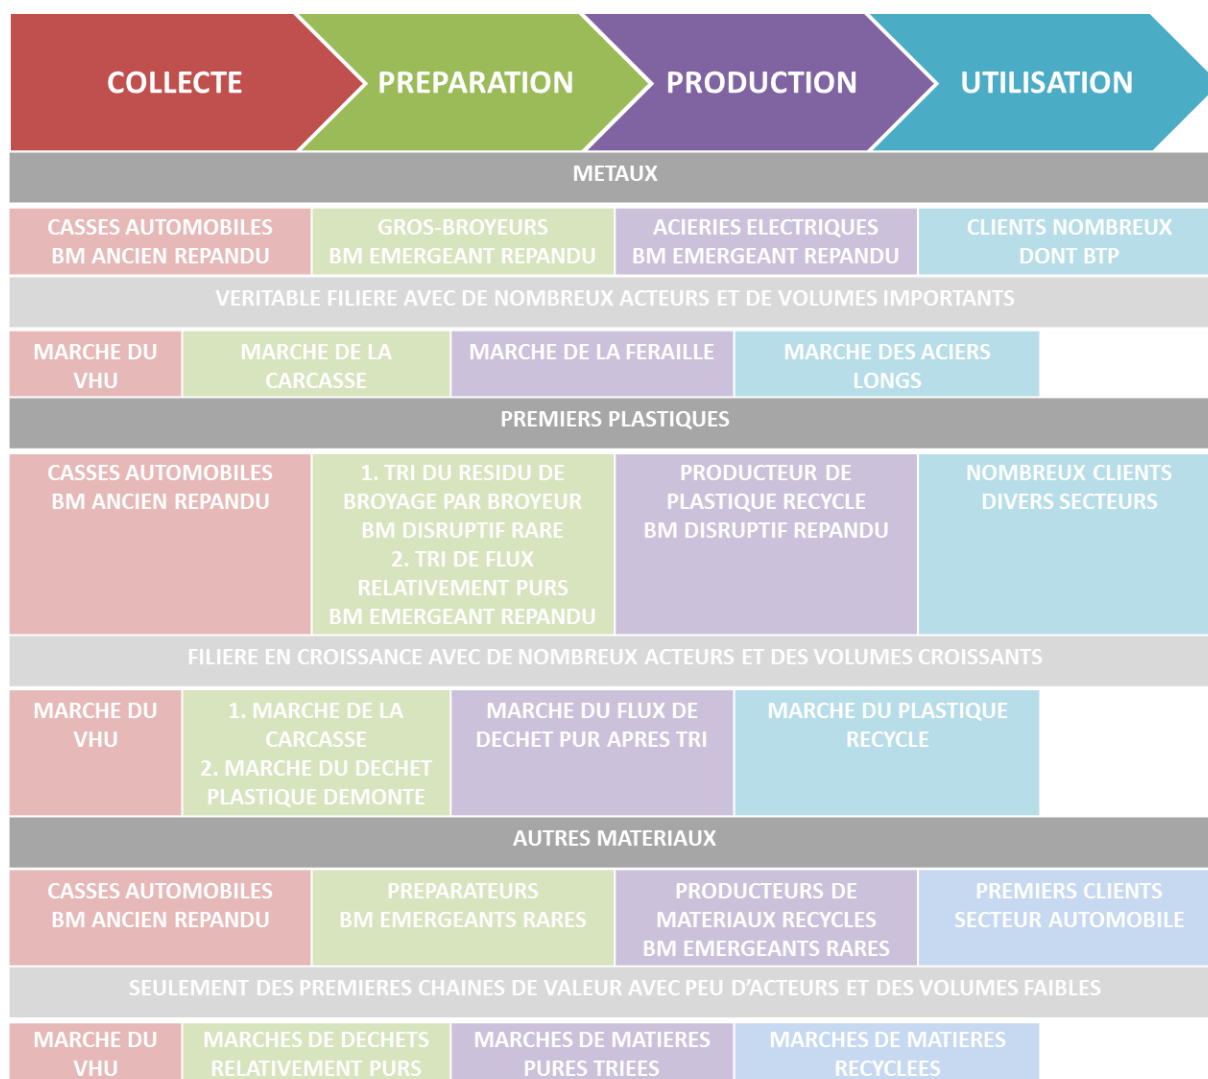 COLLECTE
PREPARATION
PRODUCTION
UTILISATION
METAUX
CASSES AUTOMOBILES
BM ANCIEN REPANDU
GROS-BROYEURS
BM EMERGEANT REPANDU
ACIERIES ELECTRIQUES
BM EMERGEANT REPANDU
CLIENTS NOMBREUX
DONT BTP
VERITABLE FILIERE AVEC DE NOMBREUX ACTEURS ET DE VOLUMES IMPORTANTS
MARCHE DU
VHU
MARCHE DE LA
CARCASSE
MARCHE DE LA FERAILLE
MARCHE DES ACIERS
LONGS
PREMIERS PLASTIQUES
CASSES AUTOMOBILES
BM ANCIEN REPANDU
1. TRI DU RESIDU DE
BROYAGE PAR BROYEUR
BM DISRUPTIF RARE
2. TRI DE FLUX
RELATIVEMENT PURS
BM EMERGEANT REPANDU
PRODUCTEUR DE
PLASTIQUE RECYCLE
BM DISRUPTIF REPANDU
NOMBREUX CLIENTS
DIVERS SECTEURS
FILIERE EN CROISSANCE AVEC DE NOMBREUX ACTEURS ET DES VOLUMES CROISSANTS
MARCHE DU
VHU
1. MARCHE DE LA
CARCASSE
2. MARCHE DU DECHET
PLASTIQUE DEMONTE
MARCHE DU FLUX DE
DECHET PUR APRES TRI
MARCHE DU PLASTIQUE
RECYCLE
AUTRES MATERIAUX
CASSES AUTOMOBILES
BM ANCIEN REPANDU
PREPARATEURS
BM EMERGEANTS RARES
PRODUCTEURS DE
MATERIAUX RECYCLES
BM EMERGEANTS RARES
PREMIERS CLIENTS
SECTEUR AUTOMOBILE
SEULEMENT DES PREMIERES CHAINES DE VALEUR AVEC PEU D'ACTEURS ET DES VOLUMES FAIBLES
MARCHE DU
VHU
MARCHES DE DECHETS
RELATIVEMENT PURS
MARCHES DE MATIERES
PURES TRIEES
MARCHES DE MATIERES
RECYCLEES